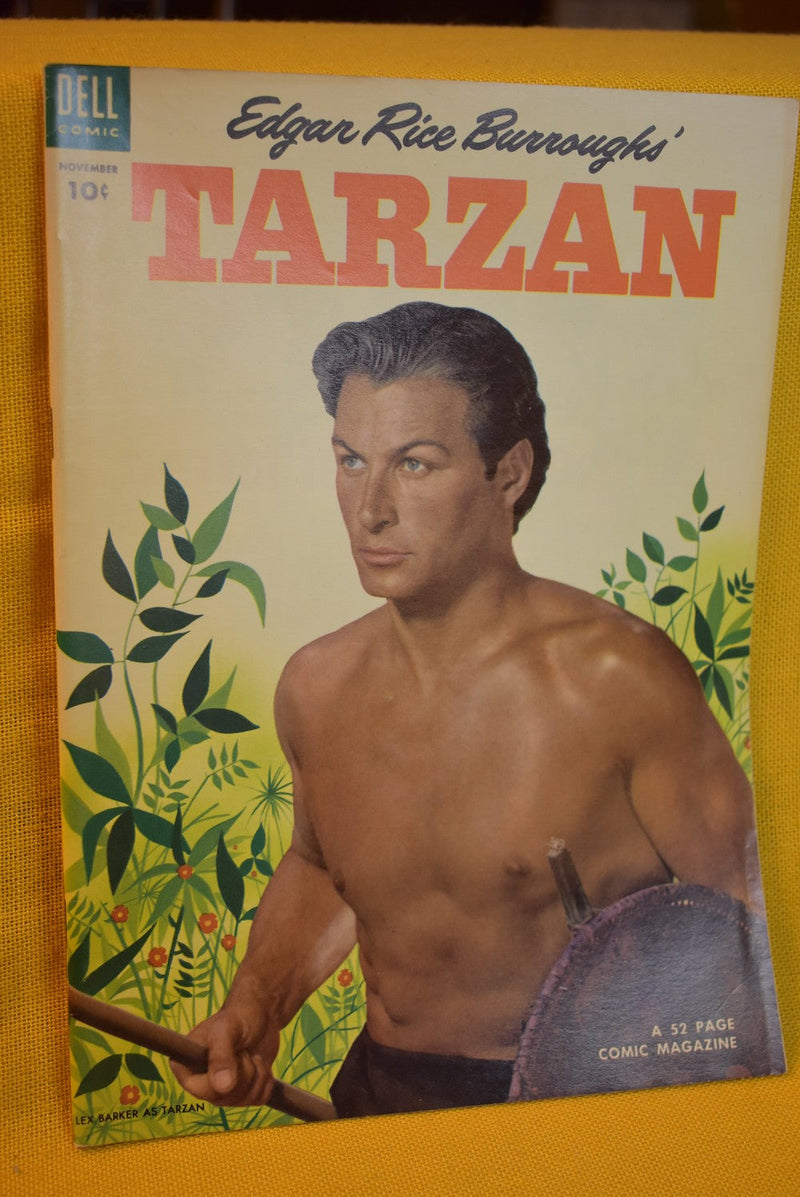 DELL
COMIC
NOVEMBER
10¢
Edgar Rice Burroughs'
TARZAN
A 52 PAGE
COMIC MAGAZINE
LEX BARKER AS TARZAN